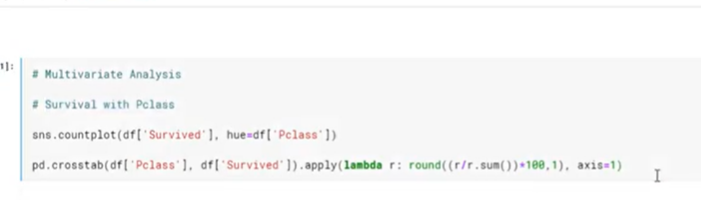 1]:
# Multivariate Analysis
# Survival with Pclass
sns.countplot(df['Survived'], hue=df['Pclass'])
pd.crosstab(df['Pclass'], df['Survived']).apply(lambda r: round((r/r.sum())*100,1), axis=1)